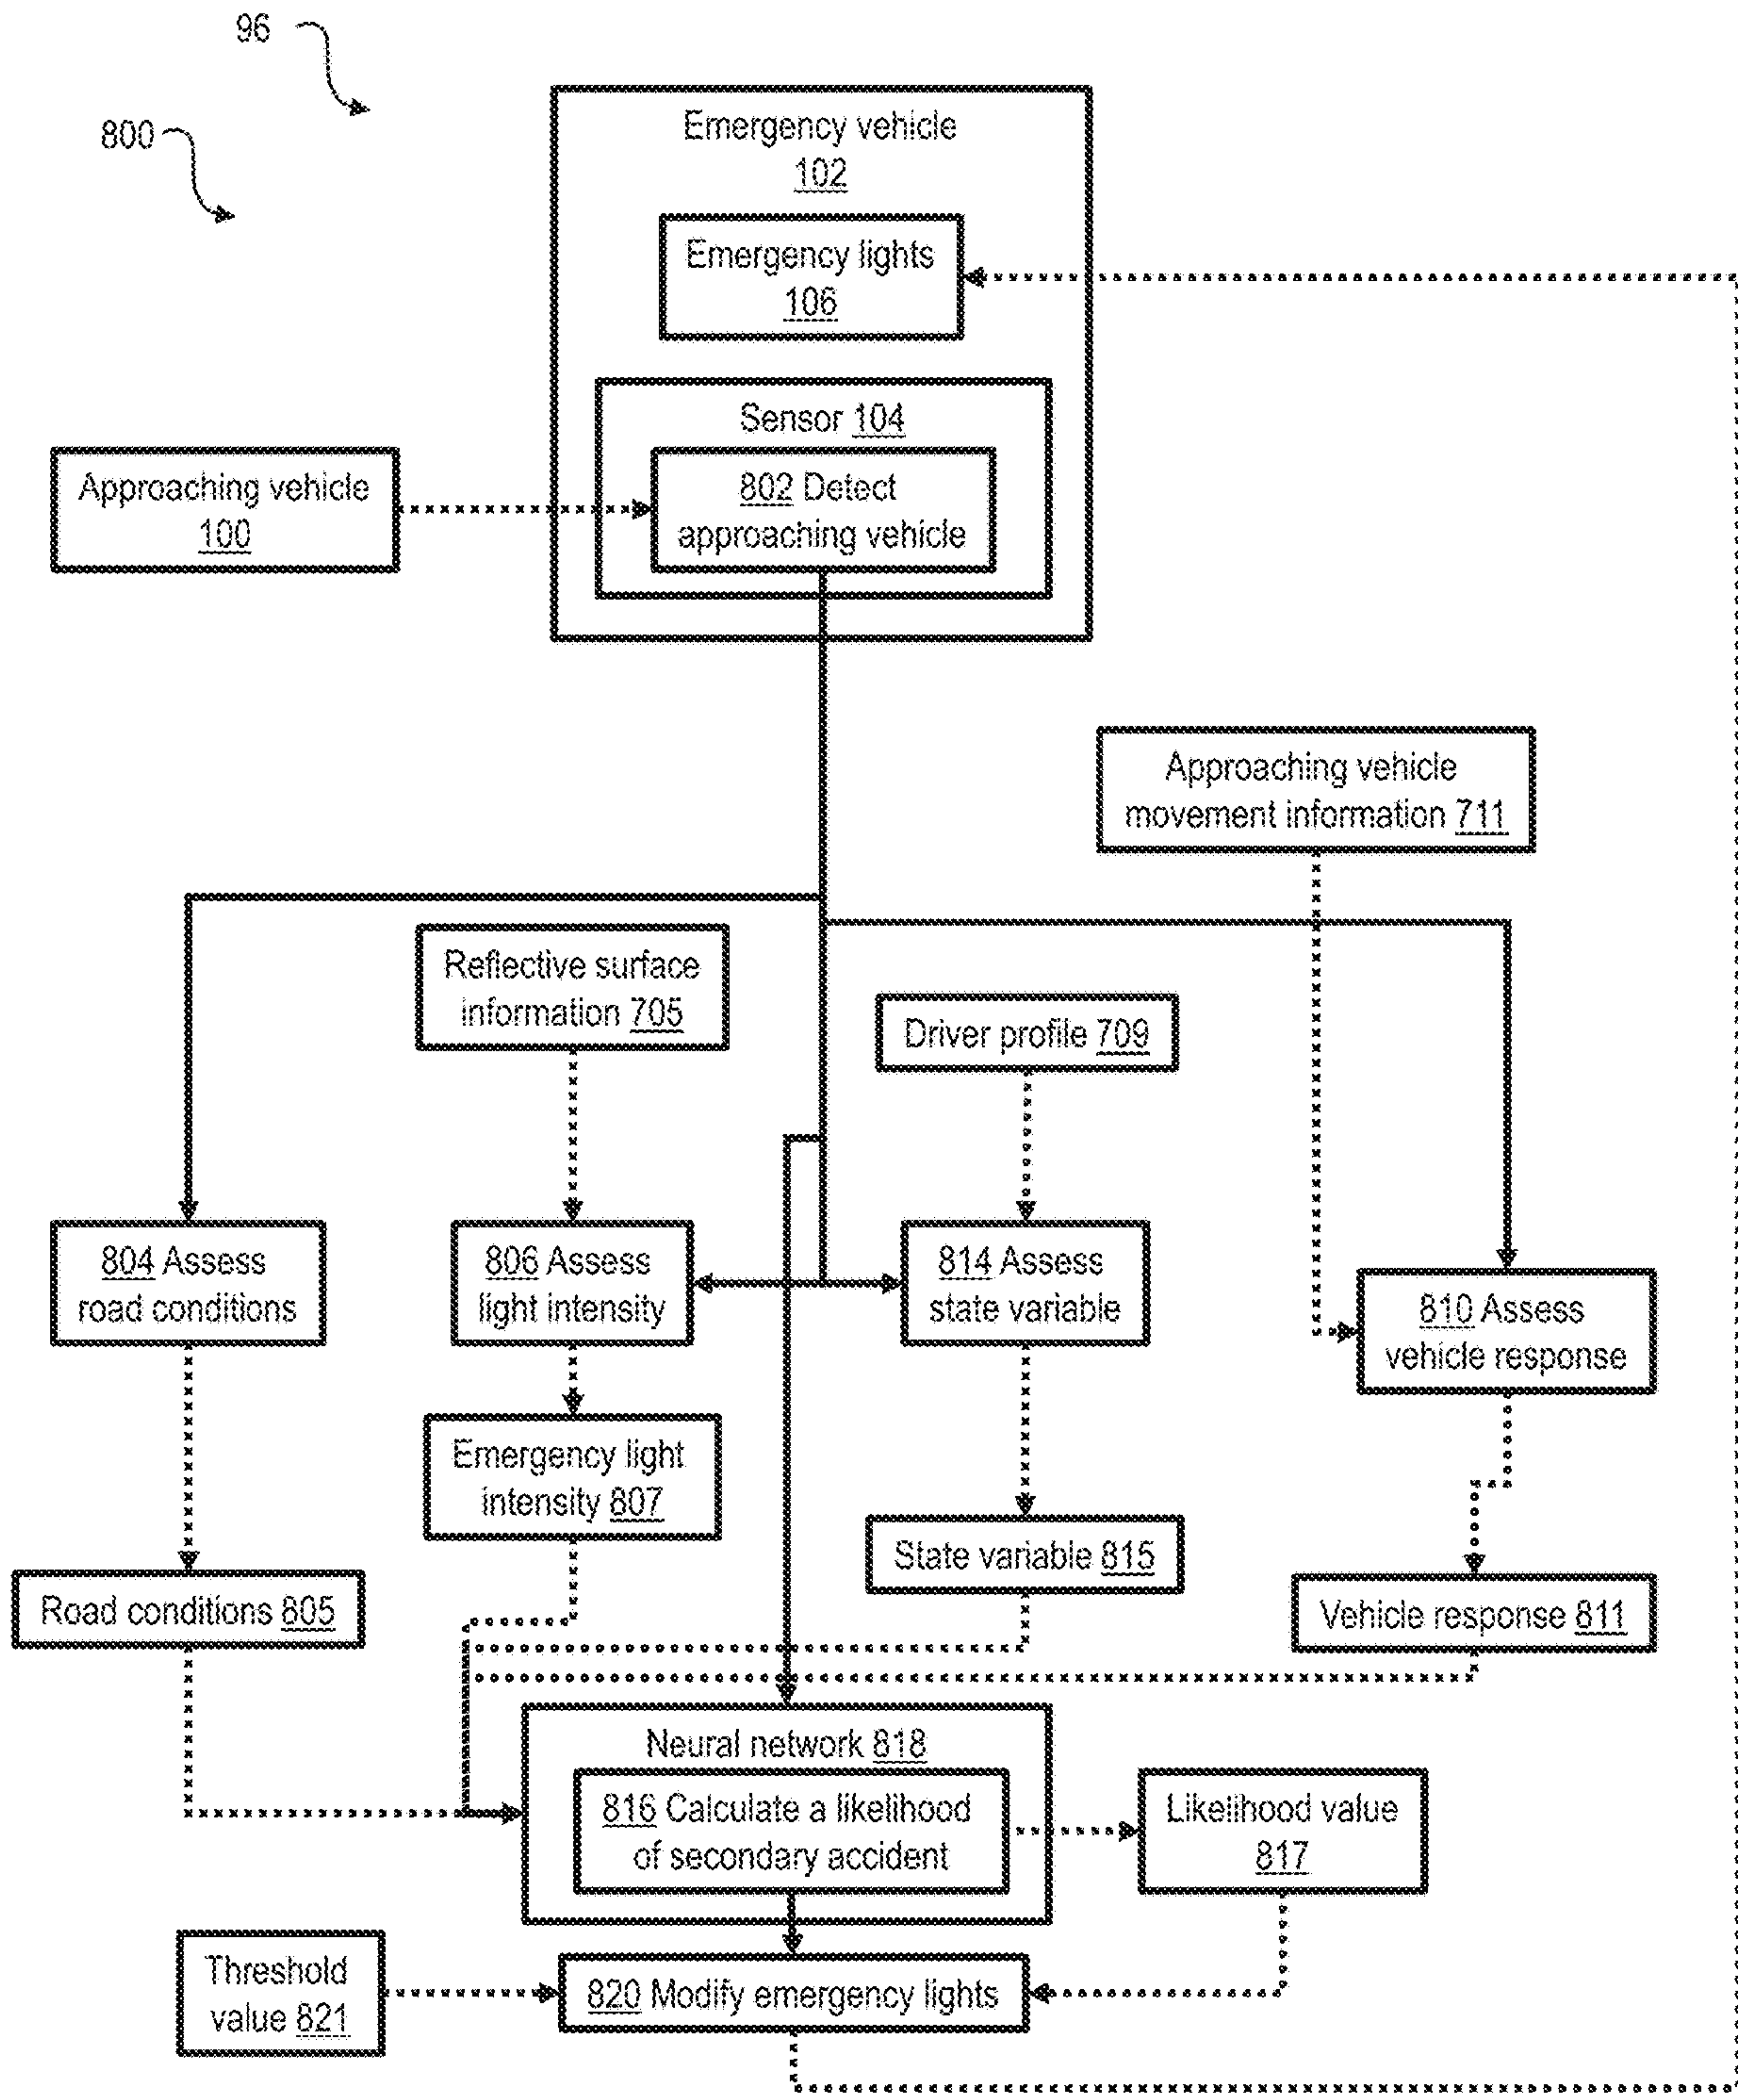 96
800
Emergency vehicle
102
Emergency lights
106
Sensor 104
802 Detect
approaching vehicle
Approaching vehicle
100
Approaching vehicle
movement information 711
Reflective surface
information 705
Driver profile 709
804 Assess
road conditions
806 Assess
light intensity
814 Assess
state variable
810 Assess
vehicle response
Emergency light
intensity 807
State variable 815
Road conditions 805
Vehicle response 811
Neural network 818
816 Calculate a likelihood
of secondary accident
Likelihood value
817
Threshold
value 821
820 Modify emergency lights